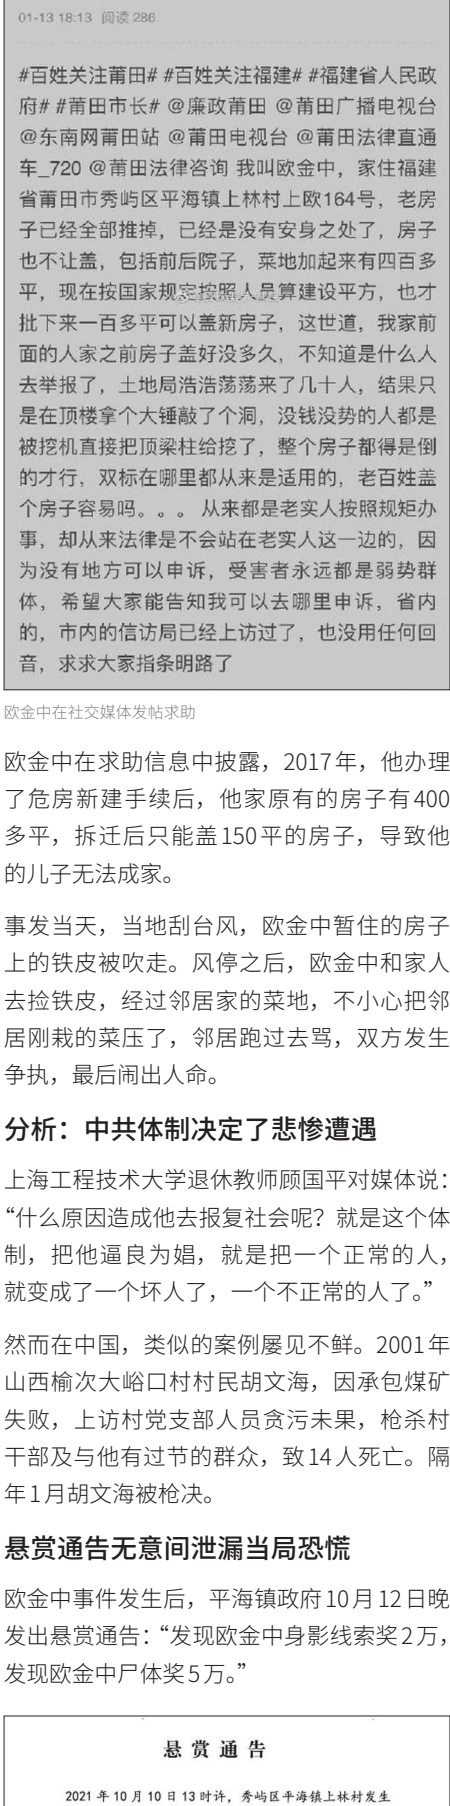 01-13 18:13 阅读 286
#百姓关注莆田# #百姓关注福建# #福建省人民政
府# #莆田市长# @廉政莆田 @莆田广播电视台
@东南网莆田站 @莆田电视台 @莆田法律直通
车_720 @莆田法律咨询 我叫欧金中，家住福建
省莆田市秀屿区平海镇上林村上欧164号，老房
子已经全部推掉，已经是没有安身之处了，房子
也不让盖，包括前后院子，菜地加起来有四百多
平，现在按国家规定按照人员算建设平方，也才
批下来一百多平可以盖新房子，这世道，我家前
面的人家之前房子盖好没多久，不知道是什么人
去举报了，土地局浩浩荡荡来了几十人，结果只
是在顶楼拿个大锤敲了个洞，没钱没势的人都是
被挖机直接把顶梁柱给挖了，整个房子都得是倒
的才行，双标在哪里都从来是适用的，老百姓盖
个房子容易吗。。。 从来都是老实人按照规矩办
事，却从来法律是不会站在老实人这一边的，因
为没有地方可以申诉，受害者永远都是弱势群
体，希望大家能告知我可以去哪里申诉，省内
的，市内的信访局已经上访过了，也没用任何回
音，求求大家指条明路了
欧金中在社交媒体发帖求助
欧金中在求助信息中披露，2017年，他办理
了危房新建手续后，他家原有的房子有400
多平，拆迁后只能盖150平的房子，导致他
的儿子无法成家。
事发当天，当地刮台风，欧金中暂住的房子
上的铁皮被吹走。风停之后，欧金中和家人
去捡铁皮，经过邻居家的菜地，不小心把邻
居刚栽的菜压了，邻居跑过去骂，双方发生
争执，最后闹出人命。
分析：中共体制决定了悲惨遭遇
上海工程技术大学退休教师顾国平对媒体说：
“什么原因造成他去报复社会呢？就是这个体
制，把他逼良为娼，就是把一个正常的人，
就变成了一个坏人了，一个不正常的人了。”
然而在中国，类似的案例屡见不鲜。2001年
山西榆次大峪口村村民胡文海，因承包煤矿
失败，上访村党支部人员贪污未果，枪杀村
干部及与他有过节的群众，致14人死亡。隔
年1月胡文海被枪决。
悬赏通告无意间泄漏当局恐慌
欧金中事件发生后，平海镇政府10月12日晚
发出悬赏通告：“发现欧金中身影线索奖2万，
发现欧金中尸体奖5万。”
悬赏通告
2021年10月10日13时许，秀屿区平海镇上林村发生